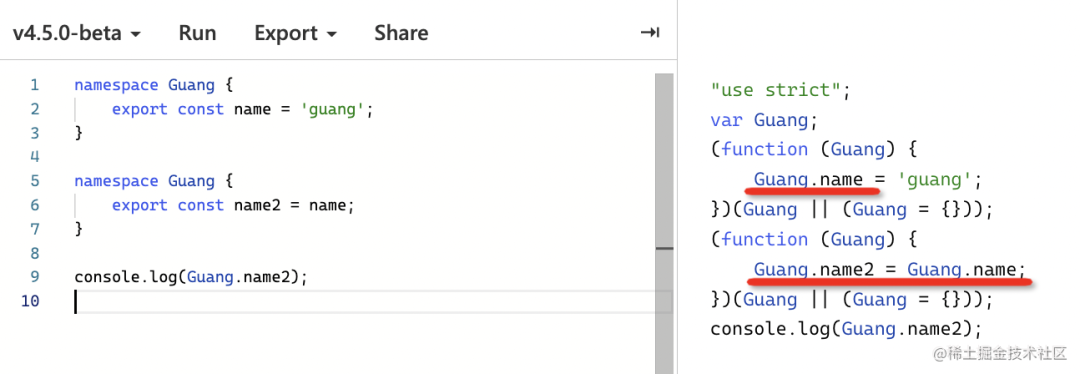 v4.5.0-beta Run Export Share
1 namespace Guang {
2 export const name = 'guang';
3 }
4
5 namespace Guang {
6 export const name2 = name;
7 }
8
9 console.log(Guang.name2);
10
"use strict";
var Guang;
(function (Guang) {
Guang.name = 'guang';
})(Guang || (Guang = {}));
(function (Guang) {
Guang.name2 = Guang.name;
})(Guang || (Guang = {}));
console.log(Guang.name2);
@稀土掘金技术社区